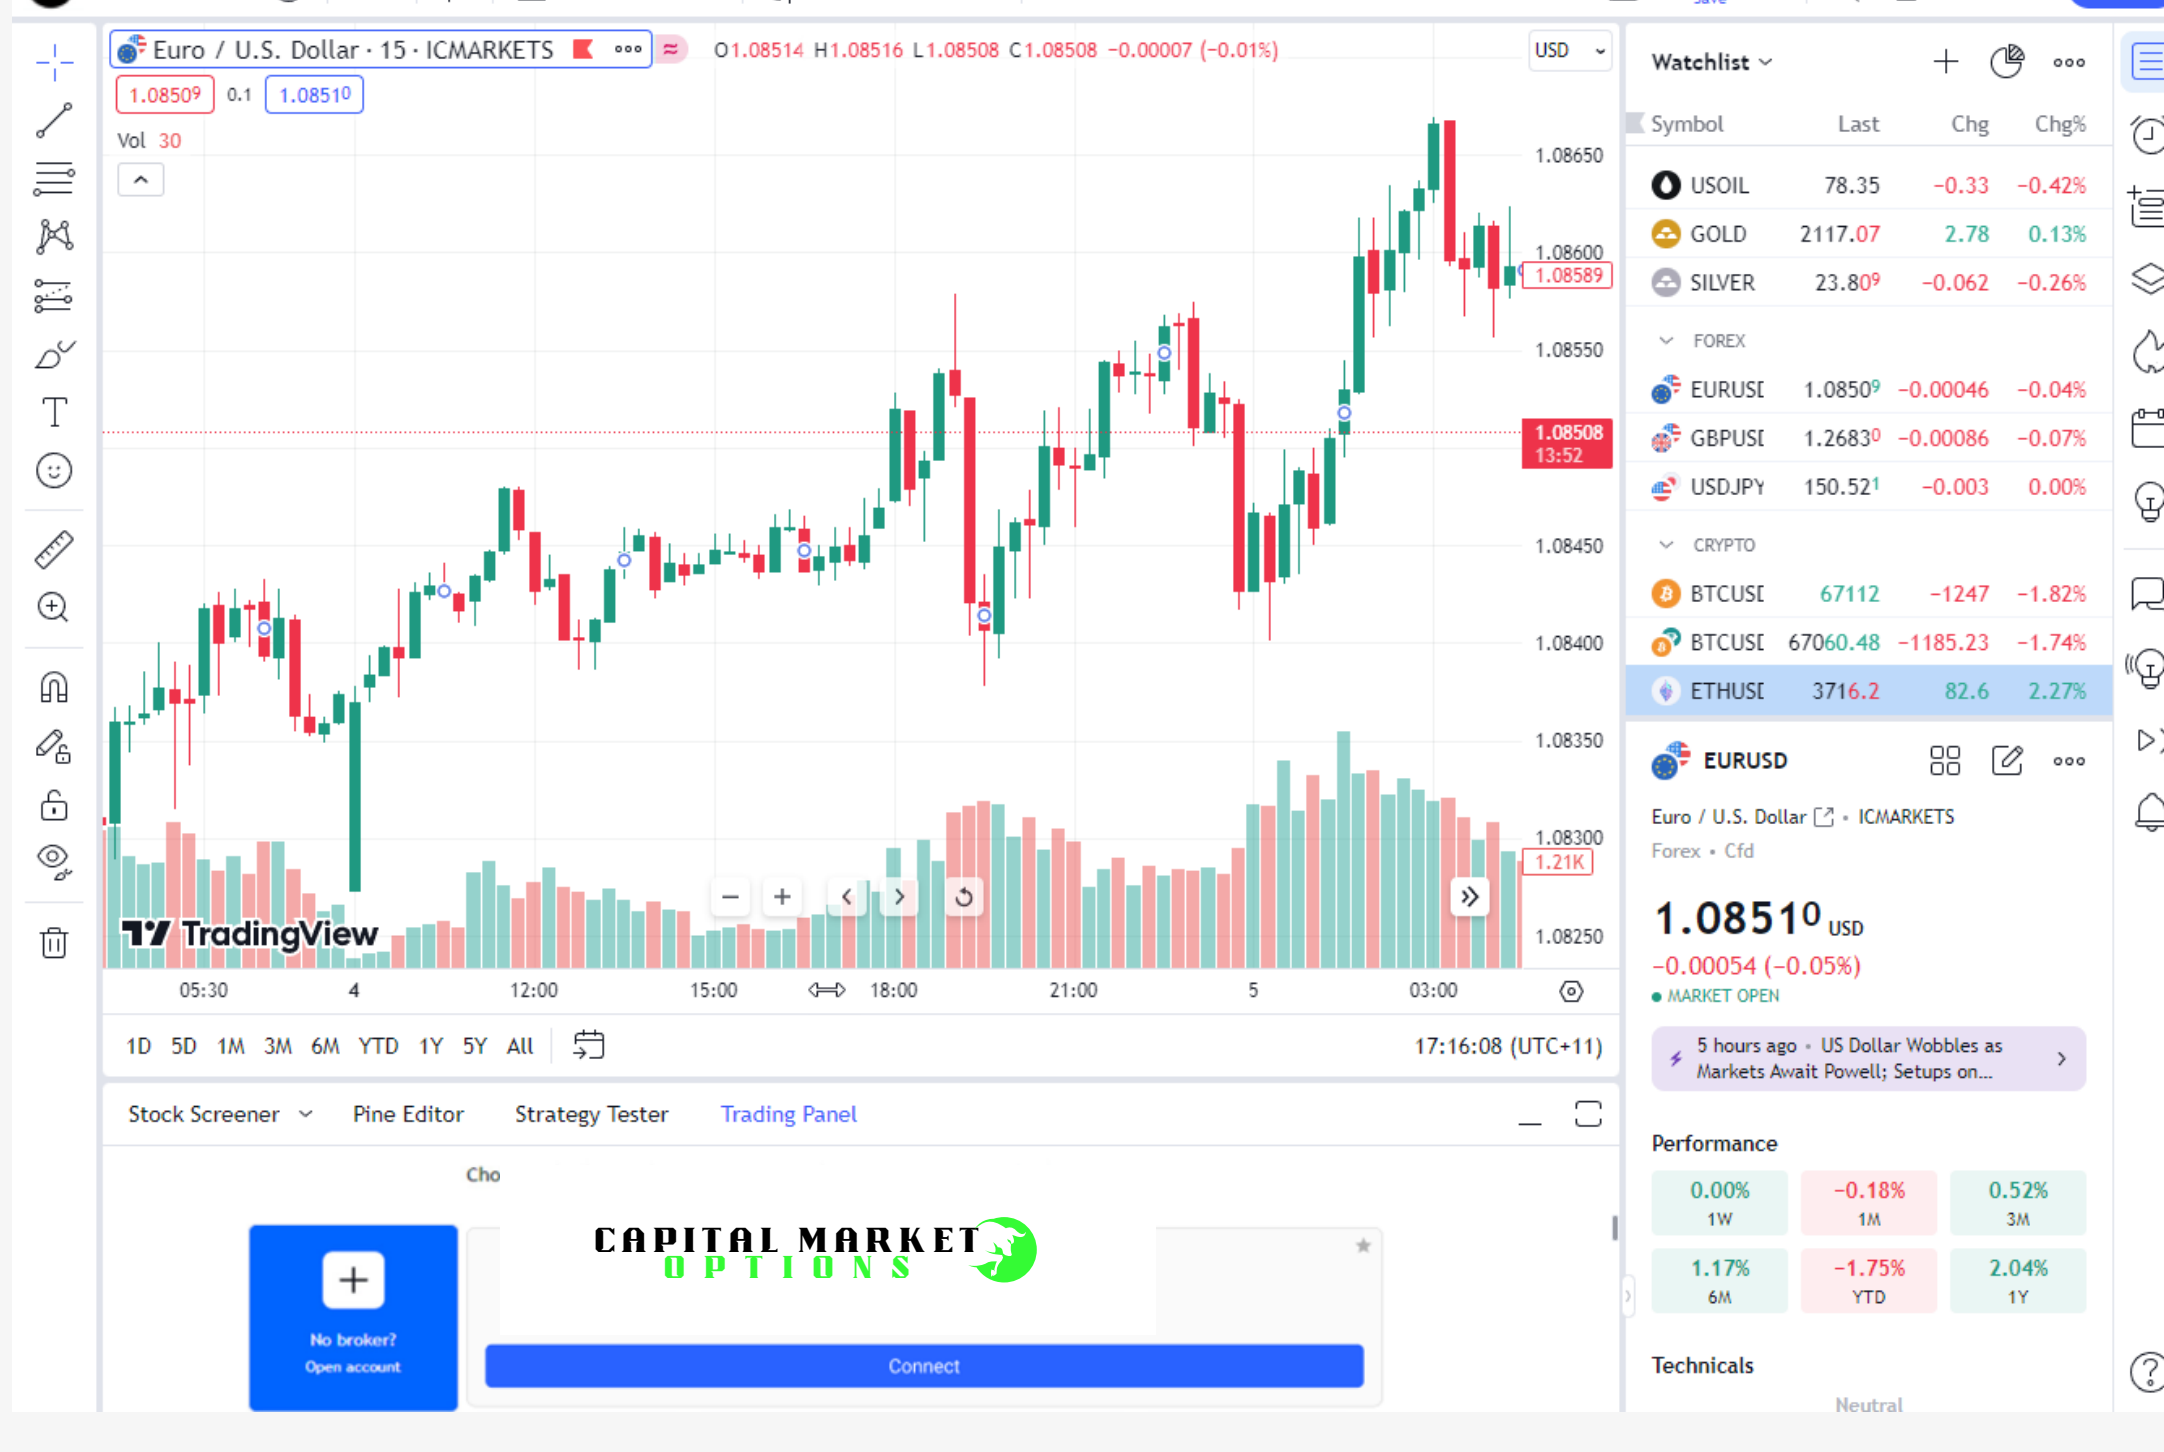 Save
Euro / U.S. Dollar · 15 · ICMARKETS
O1.08514 H1.08516 L1.08508 C1.08508 −0.00007 (−0.01%)
USD
1.08509 0.1 1.08510
Vol 30
1.08650
1.08600
1.08589
1.08550
1.08508
13:52
1.08450
1.08400
1.08350
1.08300
1.21K
1.08250
TradingView
05:30 4 12:00 15:00 18:00 21:00 5 03:00
1D 5D 1M 3M 6M YTD 1Y 5Y All
17:16:08 (UTC+11)
Stock Screener Pine Editor Strategy Tester Trading Panel
Cho
No broker?
Open account
CAPITAL MARKET
OPTIONS
Connect
Watchlist
Symbol Last Chg Chg%
USOIL 78.35 −0.33 −0.42%
GOLD 2117.07 2.78 0.13%
SILVER 23.809 −0.062 −0.26%
FOREX
EURUSD 1.08509 −0.00046 −0.04%
GBPUSD 1.26830 −0.00086 −0.07%
USDJPY 150.521 −0.003 0.00%
CRYPTO
BTCUSD 67112 −1247 −1.82%
BTCUSD 67060.48 −1185.23 −1.74%
ETHUSD 3716.2 82.6 2.27%
EURUSD
Euro / U.S. Dollar • ICMARKETS
Forex • Cfd
1.08510 USD
−0.00054 (−0.05%)
MARKET OPEN
5 hours ago • US Dollar Wobbles as
Markets Await Powell; Setups on...
Performance
0.00% −0.18% 0.52%
1W 1M 3M
1.17% −1.75% 2.04%
6M YTD 1Y
Technicals
Neutral